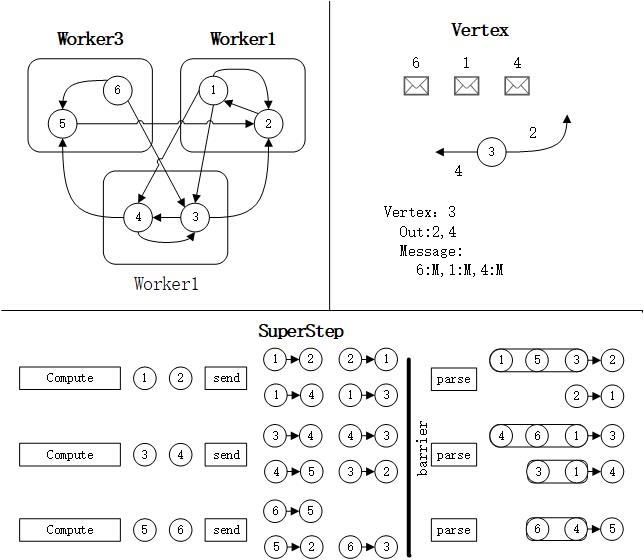 Worker3
Worker1
6
1
5
2
4
3
Worker1
Vertex
6 1 4
3
2
4
Vertex: 3
Out:2,4
Message:
6:M,1:M,4:M
SuperStep
Compute 1 2 send
1 2 2 1
1 4 1 3
Compute 3 4 send
3 4 4 3
4 5 3 2
Compute 5 6 send
6 5
5 2 6 3
barrier
parse
1 5 3 2
2 1
parse
4 6 1 3
3 1 4
parse
6 4 5